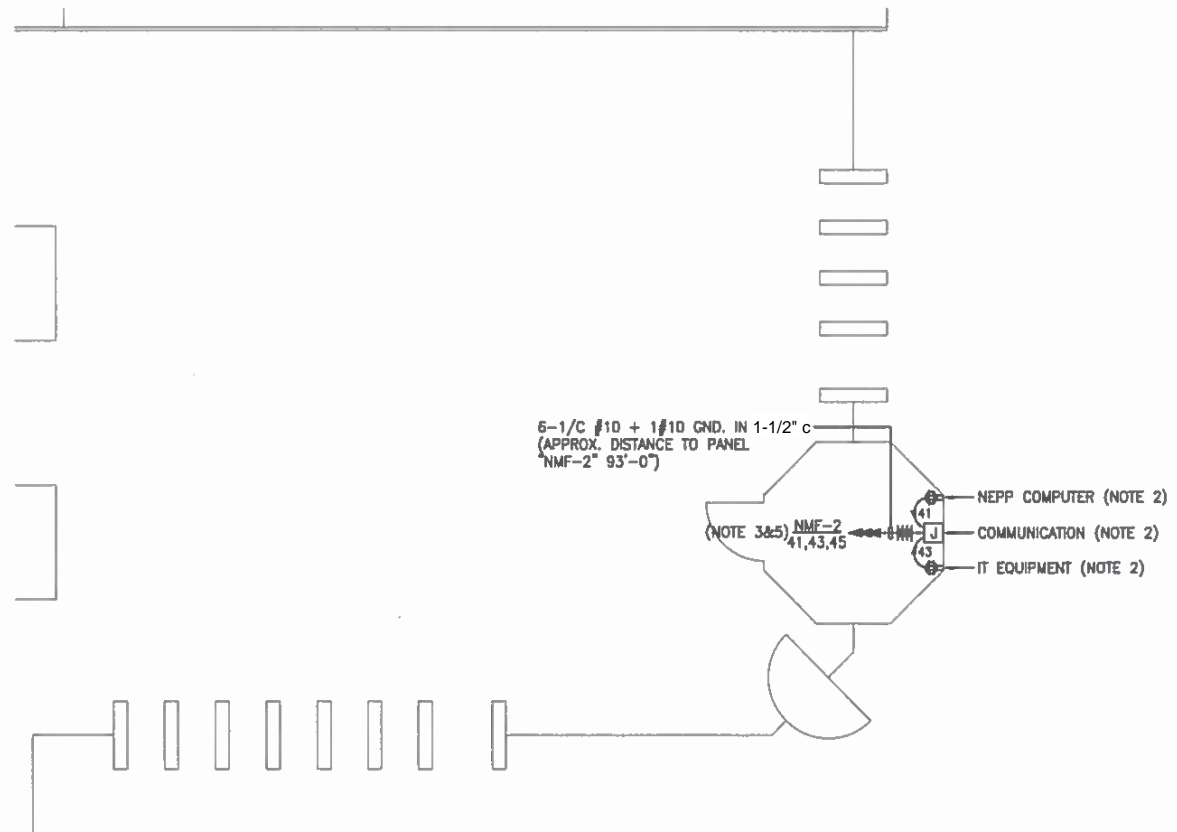 6-1/C #10 + 1#10 GND. IN 1-1/2" c
(APPROX. DISTANCE TO PANEL
"NMF-2" 93'-0")
NEPP COMPUTER (NOTE 2)
41
(NOTE 3&5) NMF-2
41,43,45
J
COMMUNICATION (NOTE 2)
43
IT EQUIPMENT (NOTE 2)